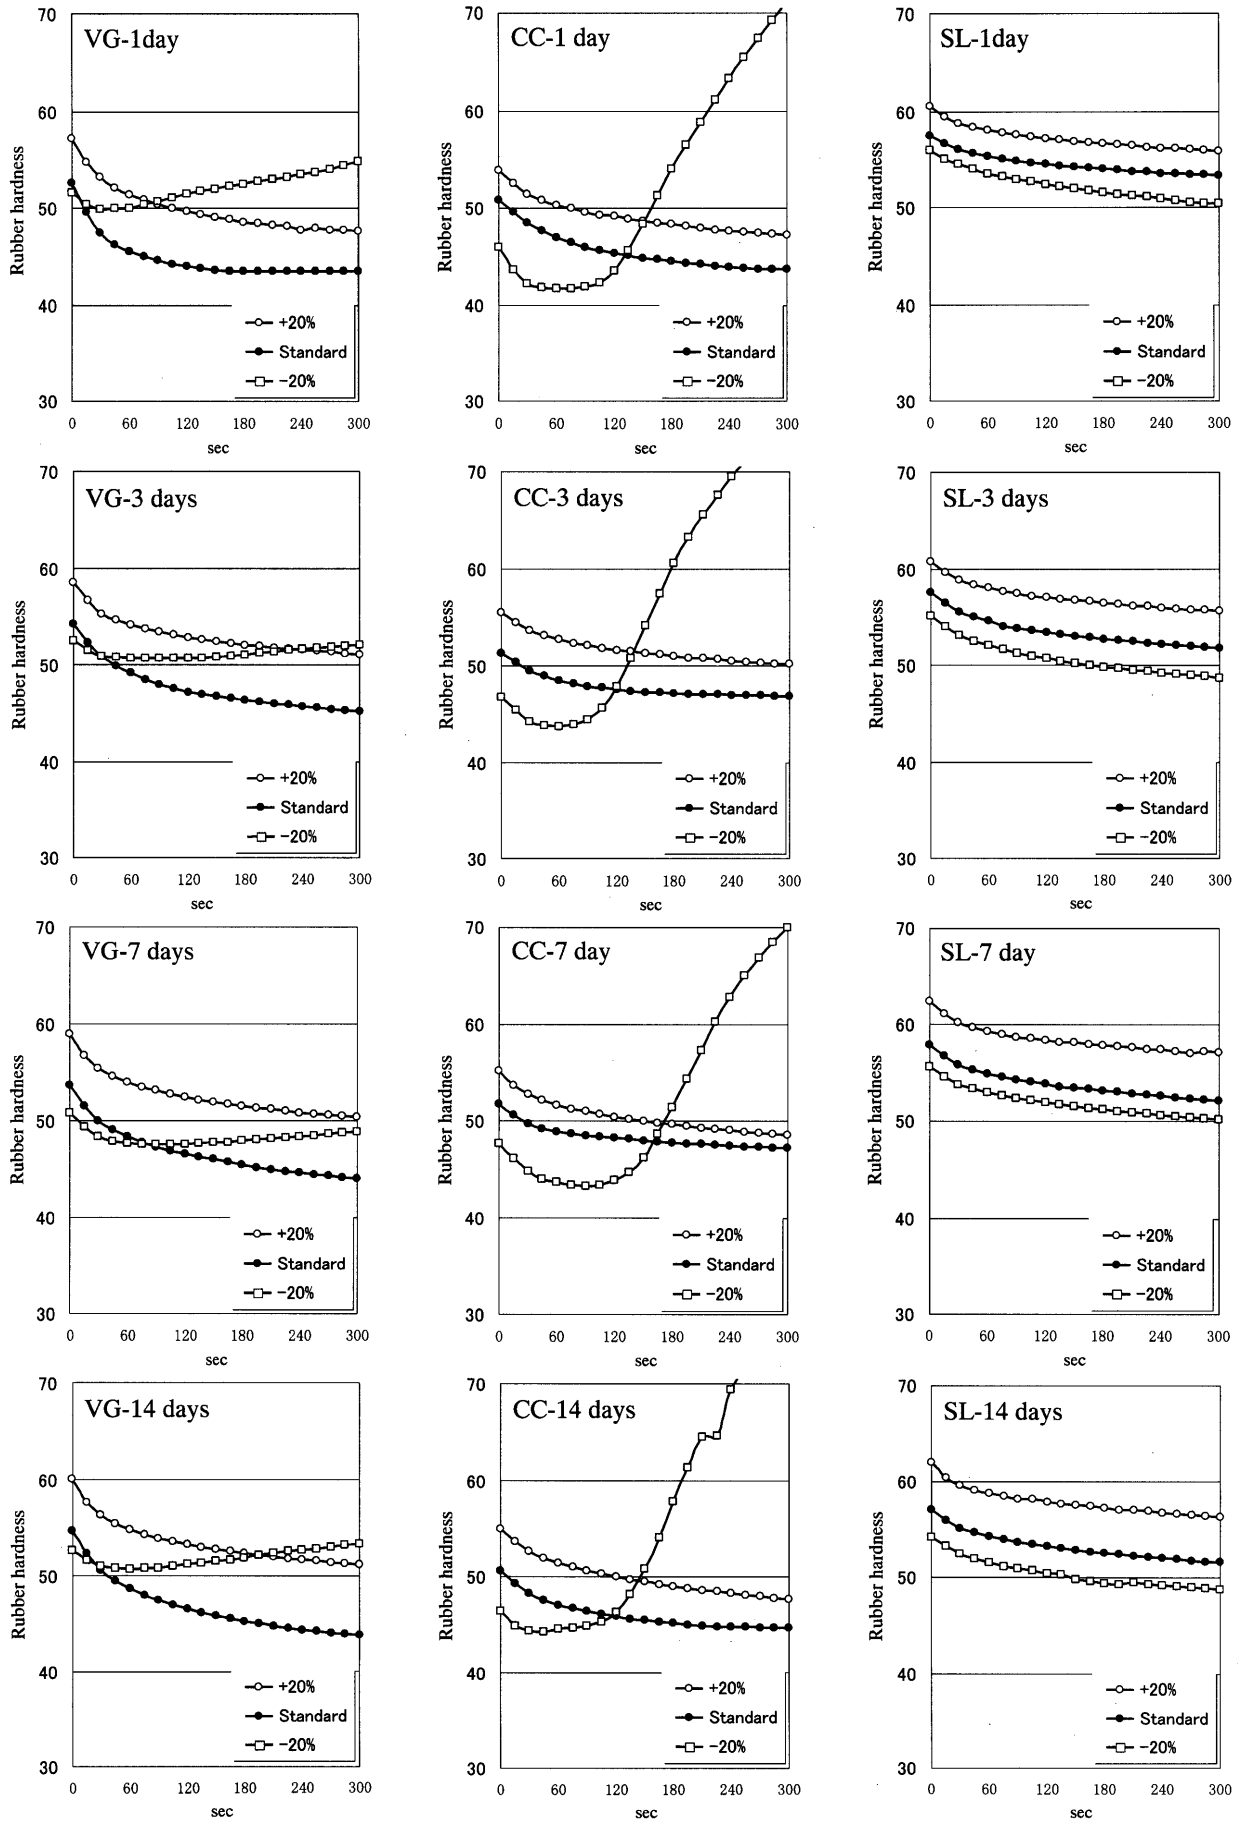 VG-1day
Rubber hardness
70
60
50
40
30
+20%
Standard
-20%
0 60 120 180 240 300
sec
CC-1 day
Rubber hardness
70
60
50
40
30
+20%
Standard
-20%
0 60 120 180 240 300
sec
SL-1day
Rubber hardness
70
60
50
40
30
+20%
Standard
-20%
0 60 120 180 240 300
sec
VG-3 days
Rubber hardness
70
60
50
40
30
+20%
Standard
-20%
0 60 120 180 240 300
sec
CC-3 days
Rubber hardness
70
60
50
40
30
+20%
Standard
-20%
0 60 120 180 240 300
sec
SL-3 days
Rubber hardness
70
60
50
40
30
+20%
Standard
-20%
0 60 120 180 240 300
sec
VG-7 days
Rubber hardness
70
60
50
40
30
+20%
Standard
-20%
0 60 120 180 240 300
sec
CC-7 day
Rubber hardness
70
60
50
40
30
+20%
Standard
-20%
0 60 120 180 240 300
sec
SL-7 day
Rubber hardness
70
60
50
40
30
+20%
Standard
-20%
0 60 120 180 240 300
sec
VG-14 days
Rubber hardness
70
60
50
40
30
+20%
Standard
-20%
0 60 120 180 240 300
sec
CC-14 days
Rubber hardness
70
60
50
40
30
+20%
Standard
-20%
0 60 120 180 240 300
sec
SL-14 days
Rubber hardness
70
60
50
40
30
+20%
Standard
-20%
0 60 120 180 240 300
sec